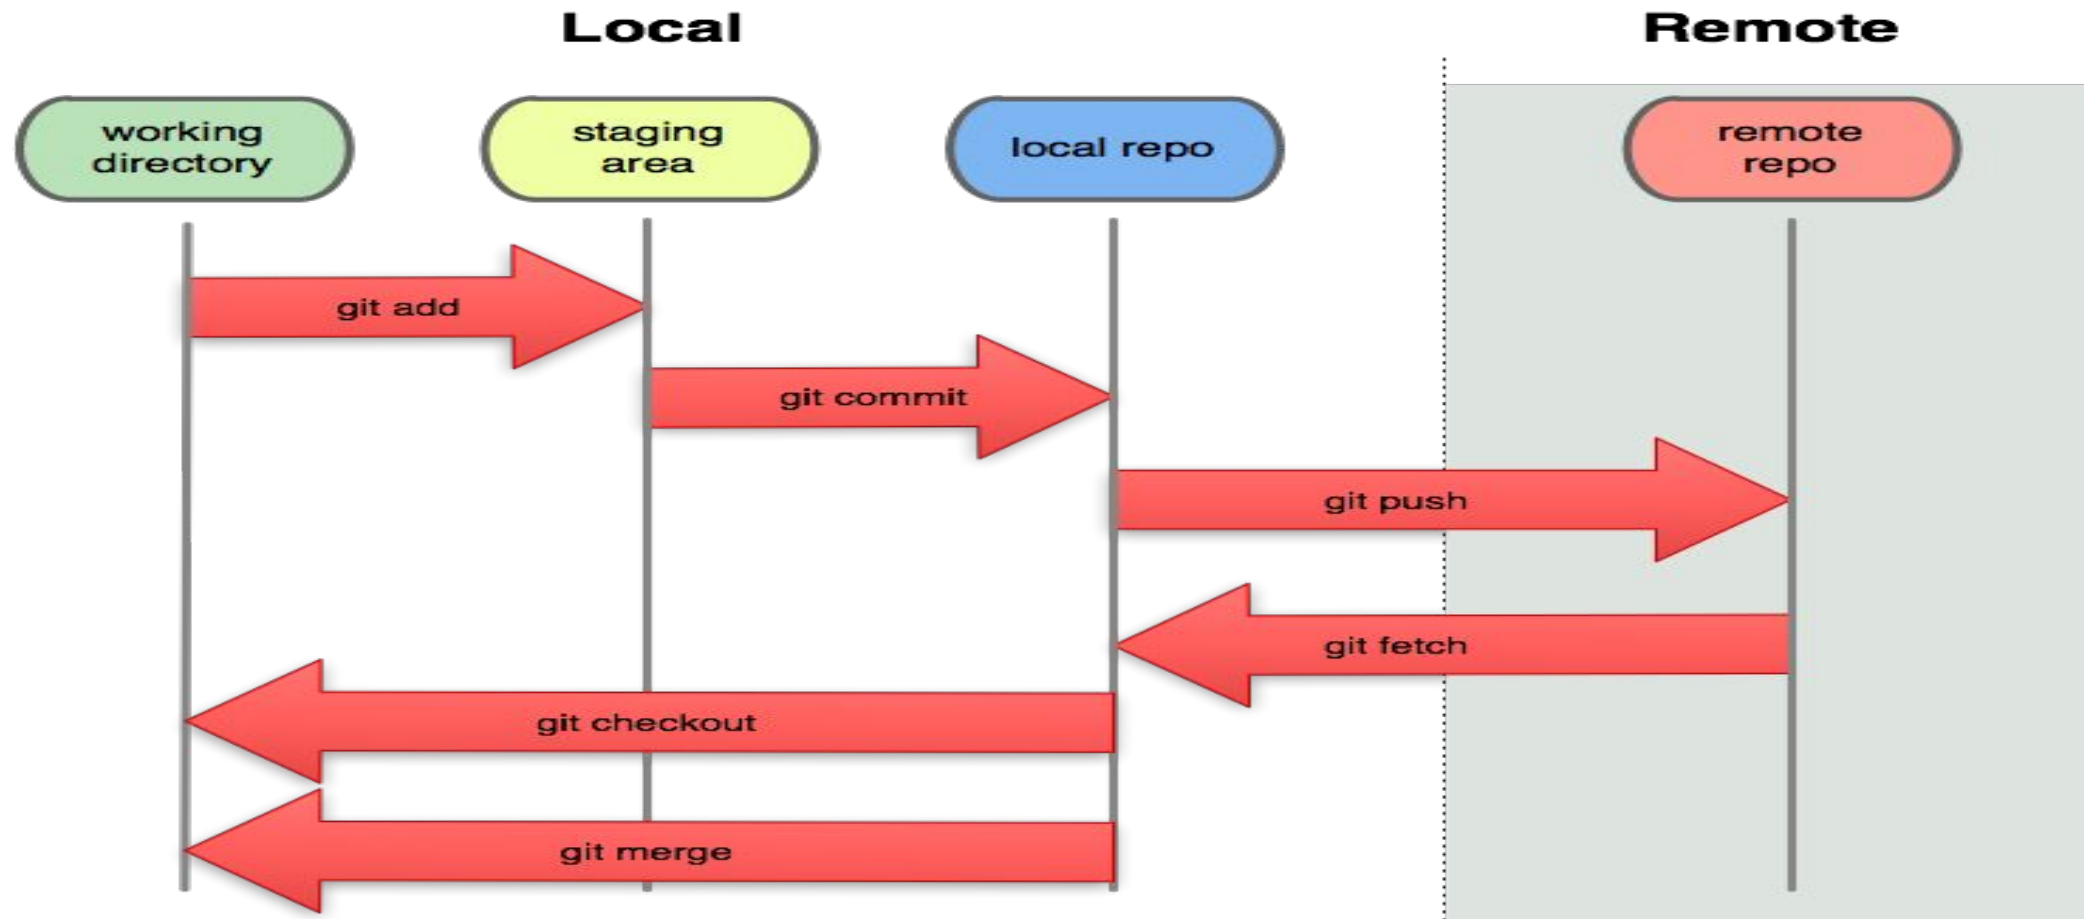 Local
Remote
working
directory
staging
area
local repo
remote
repo
git add
git commit
git push
git fetch
git checkout
git merge